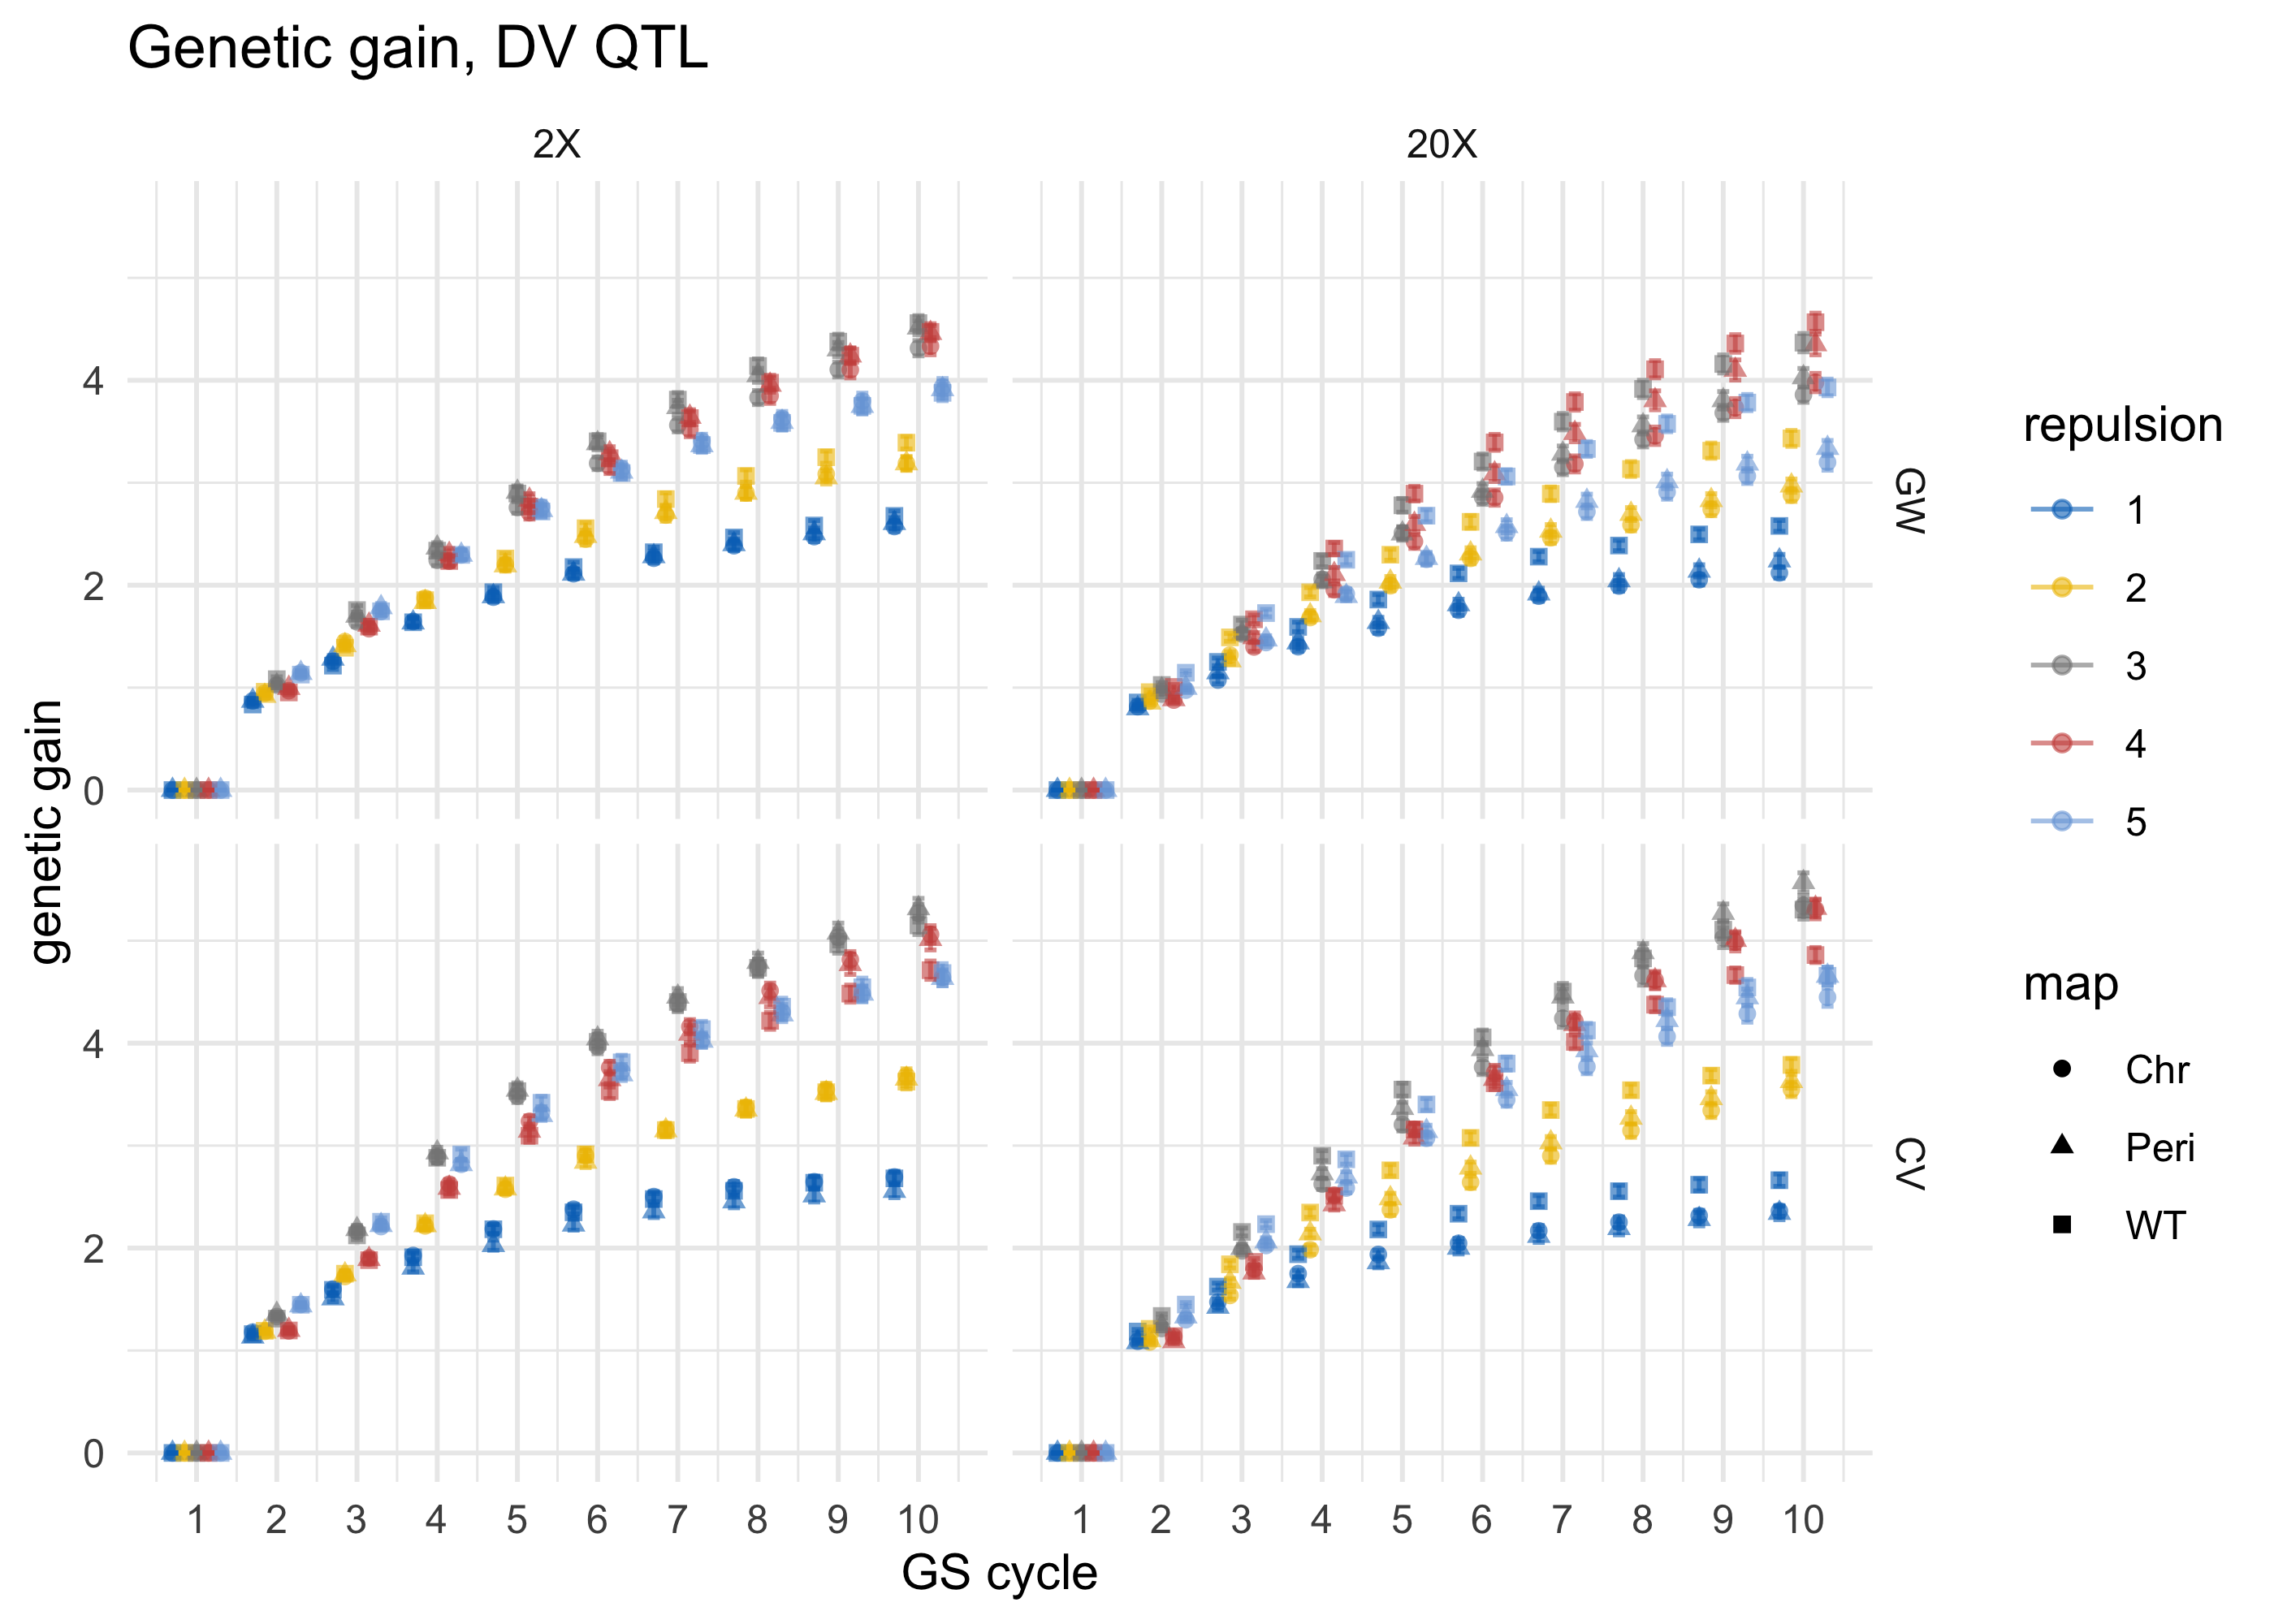 Genetic gain, DV QTL
2X
20X
4
2
0
GW
4
2
0
CV
genetic gain
1 2 3 4 5 6 7 8 9 10
1 2 3 4 5 6 7 8 9 10
GS cycle
repulsion
1
2
3
4
5
map
Chr
Peri
WT